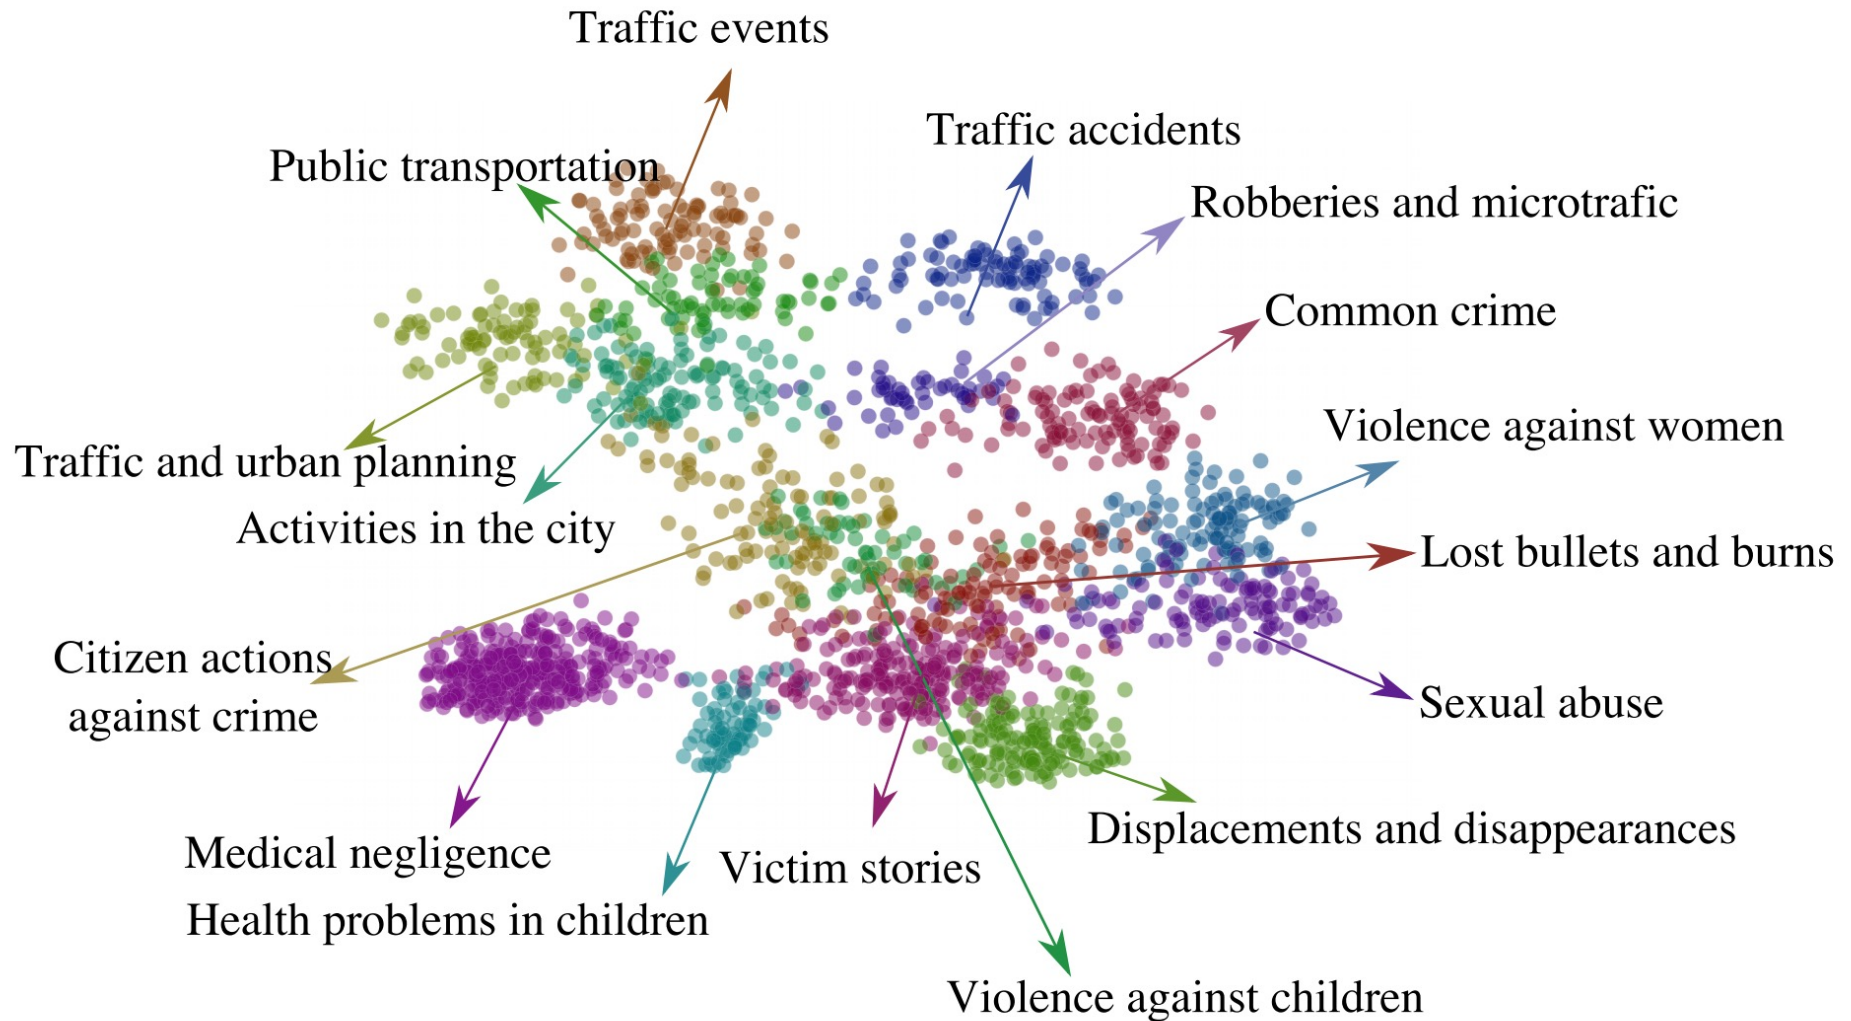 Traffic events
Traffic accidents
Public transportation
Robberies and microtrafic
Common crime
Violence against women
Traffic and urban planning
Activities in the city
Lost bullets and burns
Citizen actions
against crime
Sexual abuse
Displacements and disappearances
Medical negligence
Victim stories
Health problems in children
Violence against children